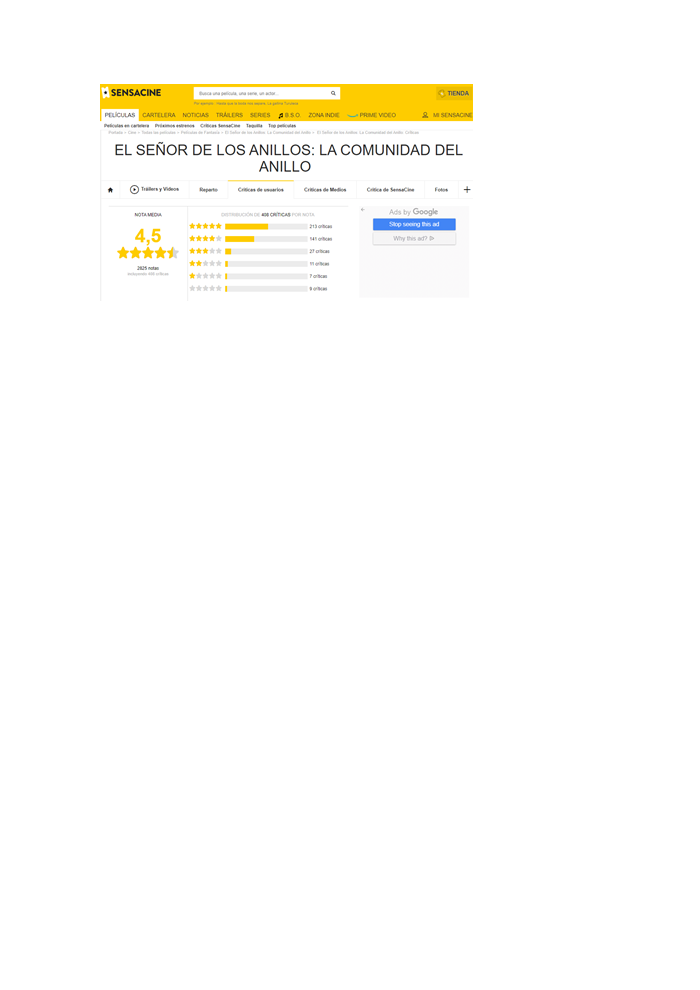 SENSACINE
Busca una película, una serie, un actor...
TIENDA
Por ejemplo : Hasta que la boda nos separe, La gallina Turuleca
PELÍCULAS CARTELERA NOTICIAS TRÁILERS SERIES B.S.O. ZONA INDIE PRIME VIDEO MI SENSACINE
Películas en cartelera Próximos estrenos Críticas SensaCine Taquilla Top películas
Portada > Cine > Todas las películas > Películas de Fantasía > El Señor de los Anillos: La Comunidad del Anillo > El Señor de los Anillos: La Comunidad del Anillo: Críticas
EL SEÑOR DE LOS ANILLOS: LA COMUNIDAD DEL
ANILLO
Tráilers y Vídeos Reparto Críticas de usuarios Críticas de Medios Crítica de SensaCine Fotos +
NOTA MEDIA
4,5
2825 notas
DISTRIBUCIÓN DE 408 CRÍTICAS POR NOTA
213 críticas
141 críticas
27 críticas
11 críticas
7 críticas
9 críticas
Ads by Google
Stop seeing this ad
Why this ad?